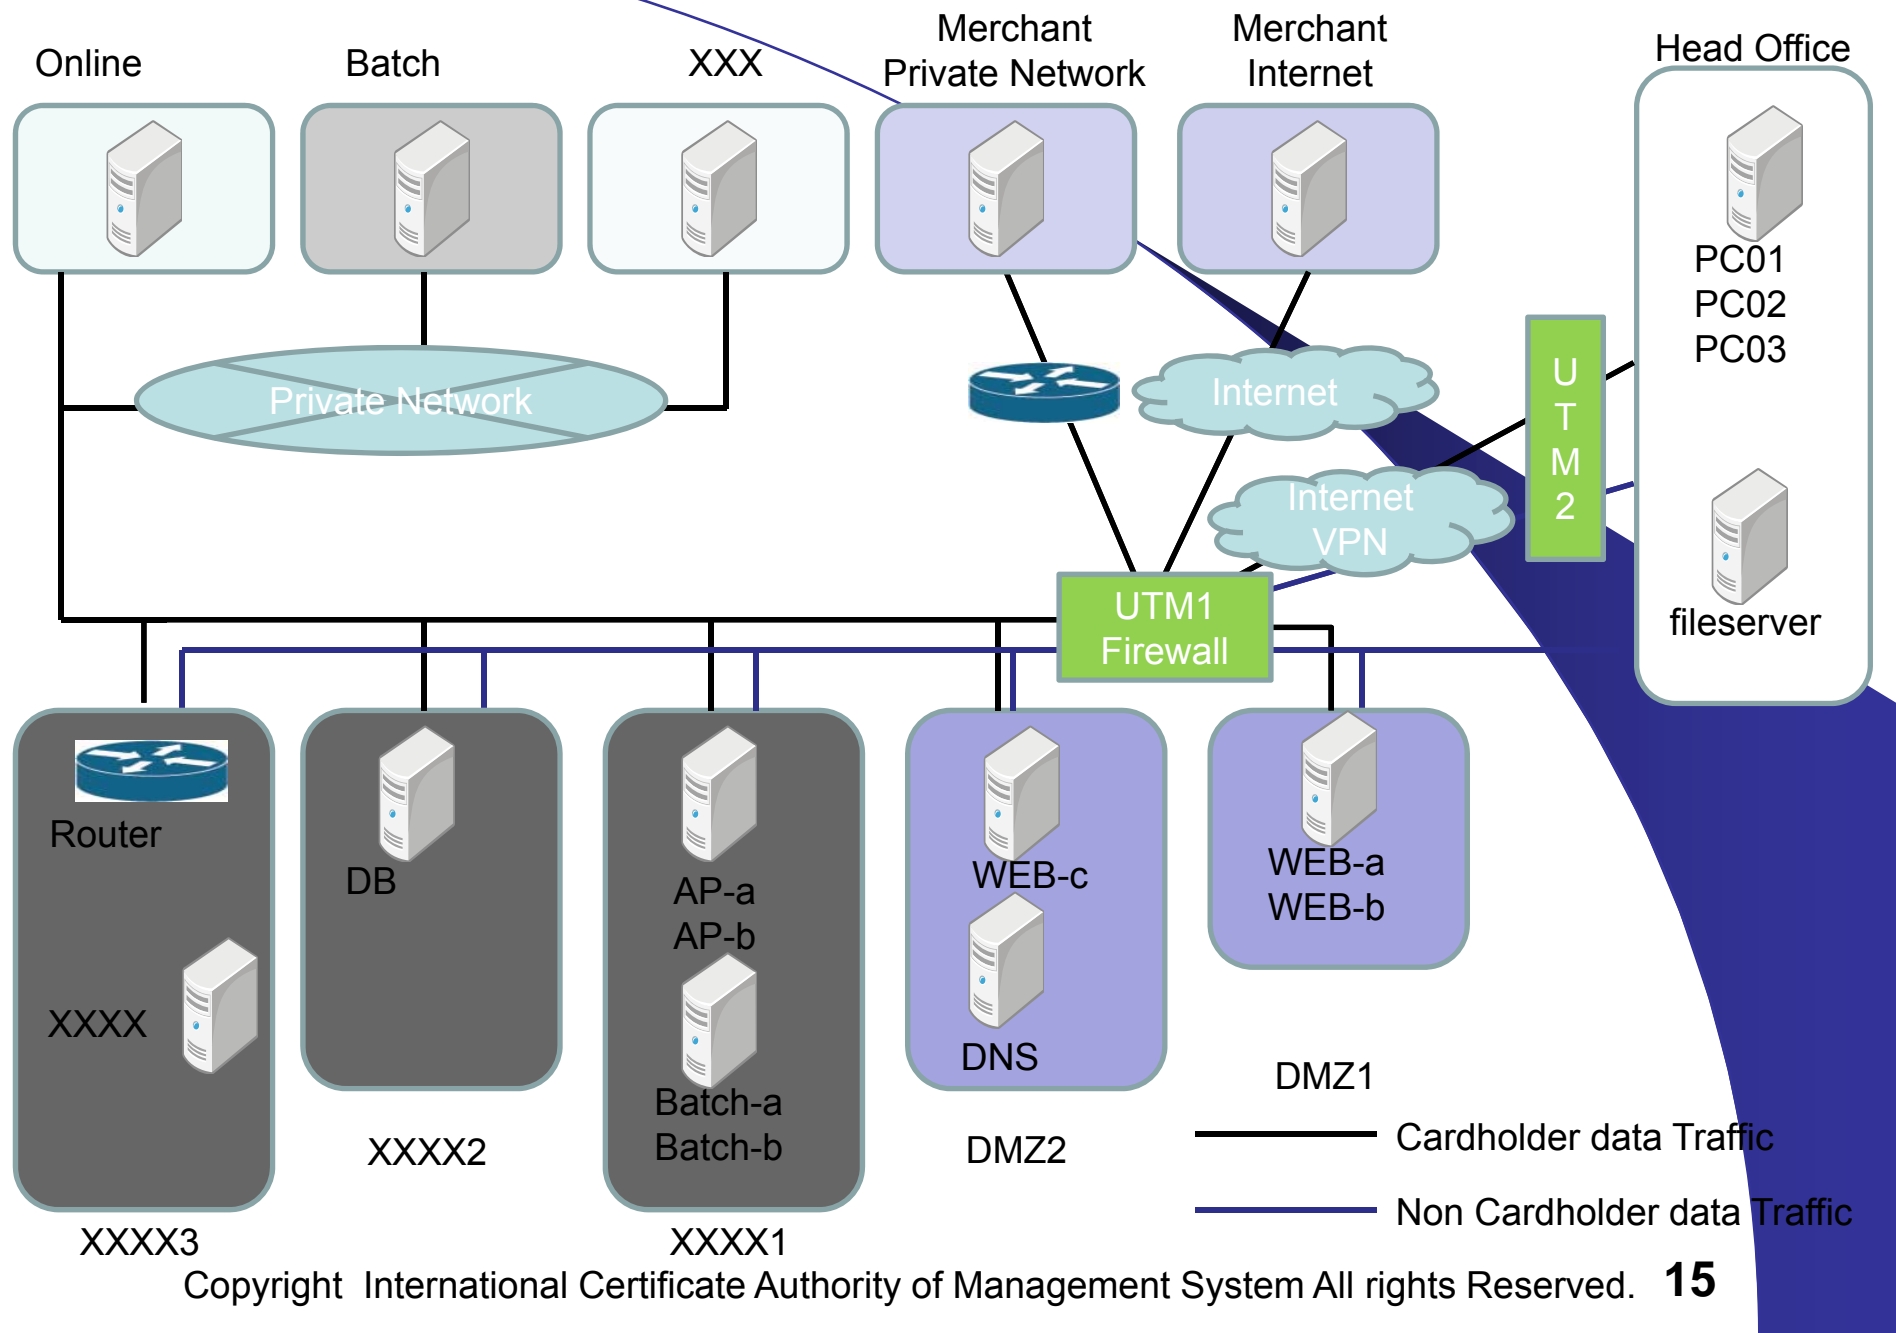 Online
Batch
XXX
Merchant
Private Network
Merchant
Internet
Head Office
PC01
PC02
PC03
Private Network
Internet
U
T
M
2
Internet
VPN
UTM1
Firewall
fileserver
Router
DB
WEB-c
WEB-a
WEB-b
AP-a
AP-b
XXXX
DNS
DMZ1
Batch-a
Batch-b
XXXX2
DMZ2
Cardholder data Traffic
Non Cardholder data Traffic
XXXX3
XXXX1
Copyright International Certificate Authority of Management System All rights Reserved. 15